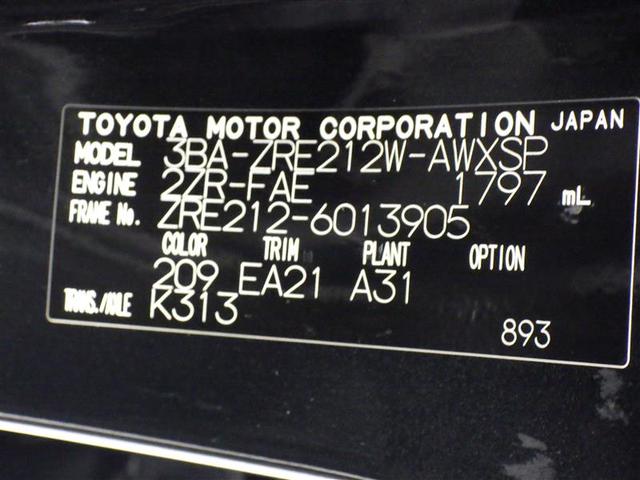 TOYOTA MOTOR CORPORATION JAPAN
MODEL 3BA-ZRE212W-AWXSP
ENGINE 2ZR-FAE 1797 mL
FRAME No. ZRE212-6013905
COLOR TRIM PLANT OPTION
209 EA21 A31
TRANS./AXLE K313
893